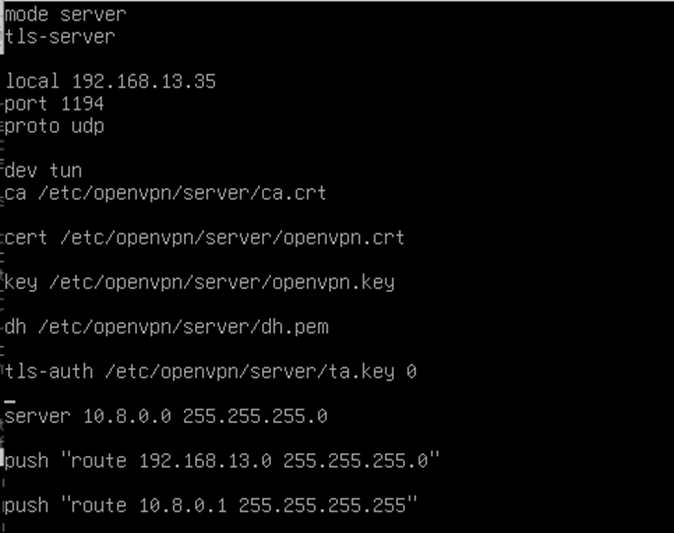 mode server
tls-server
local 192.168.13.35
port 1194
proto udp
dev tun
ca /etc/openvpn/server/ca.crt
cert /etc/openvpn/server/openvpn.crt
key /etc/openvpn/server/openvpn.key
dh /etc/openvpn/server/dh.pem
tls-auth /etc/openvpn/server/ta.key 0
server 10.8.0.0 255.255.255.0
push "route 192.168.13.0 255.255.255.0"
push "route 10.8.0.1 255.255.255.255"